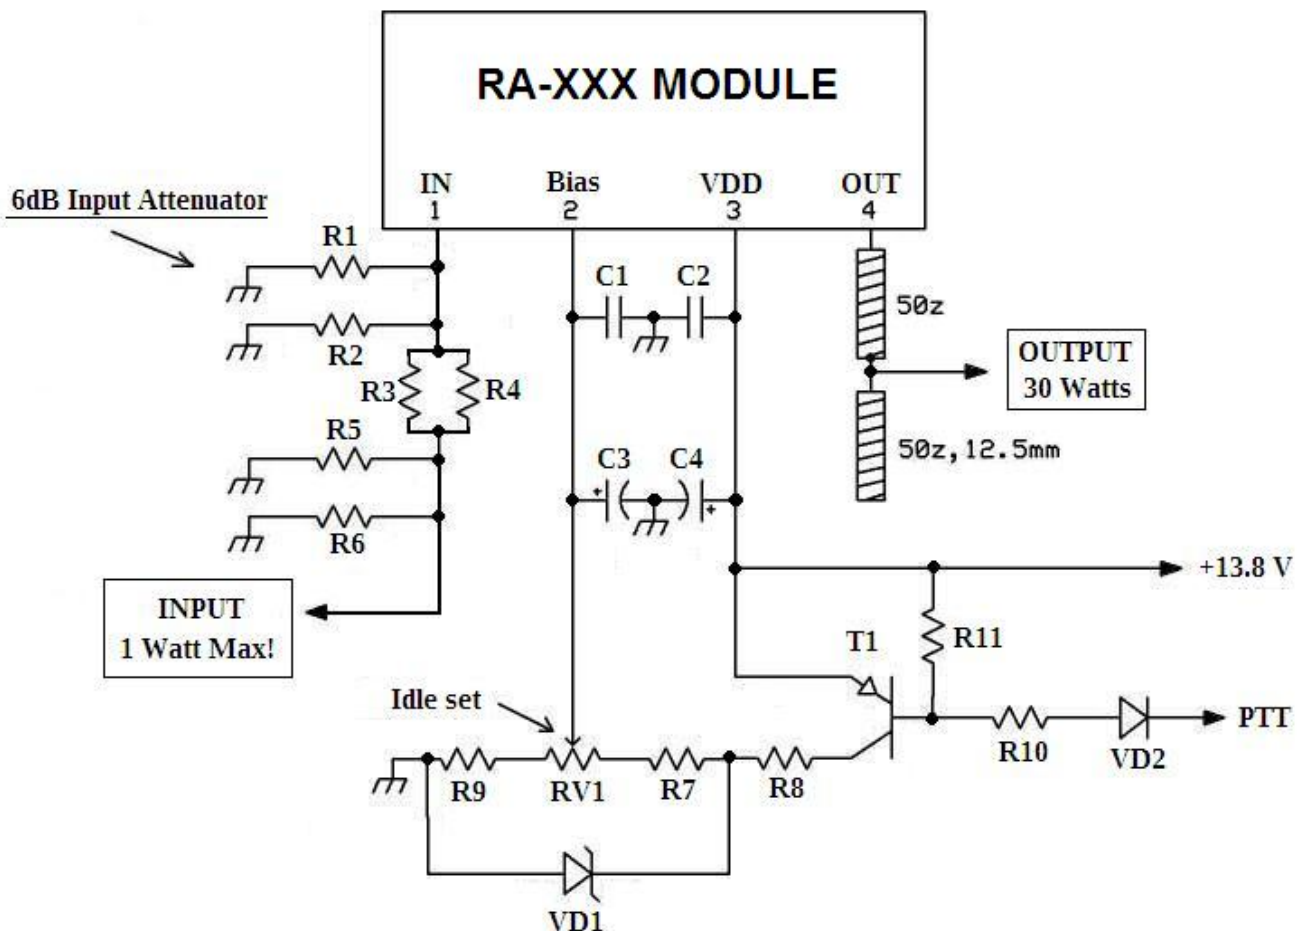 RA-XXX MODULE
IN
Bias
VDD
OUT
1
2
3
4
6dB Input Attenuator
R1
C1
C2
50z
R2
OUTPUT
30 Watts
R3
R4
R5
C3
C4
50z,12.5mm
R6
+13.8 V
INPUT
1 Watt Max!
T1
R11
Idle set
PTT
R10
VD2
R9
RV1
R7
R8
VD1